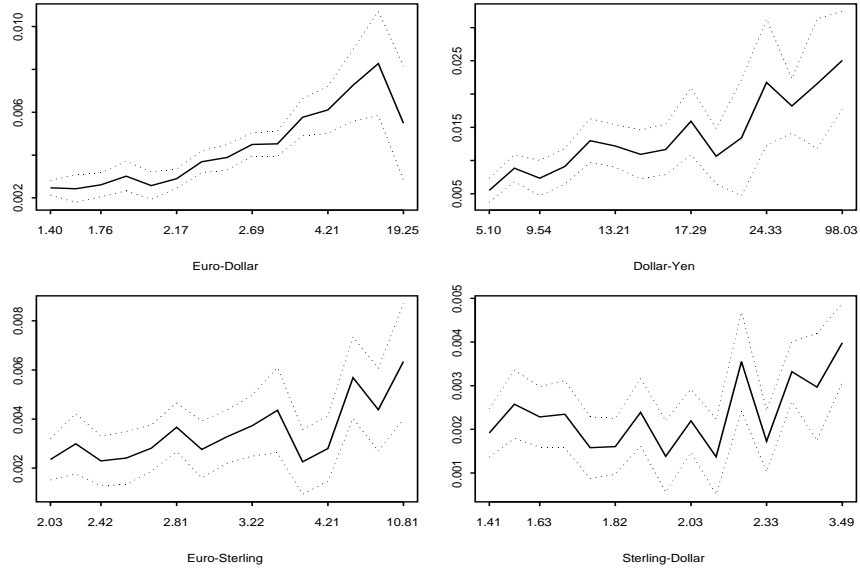 0.002 0.006 0.010
1.40 1.76 2.17 2.69 4.21 19.25
Euro-Dollar
0.005 0.015 0.025
5.10 9.54 13.21 17.29 24.33 98.03
Dollar-Yen
0.002 0.004 0.006 0.008
2.03 2.42 2.81 3.22 4.21 10.81
Euro-Sterling
0.001 0.002 0.003 0.004 0.005
1.41 1.63 1.82 2.03 2.33 3.49
Sterling-Dollar